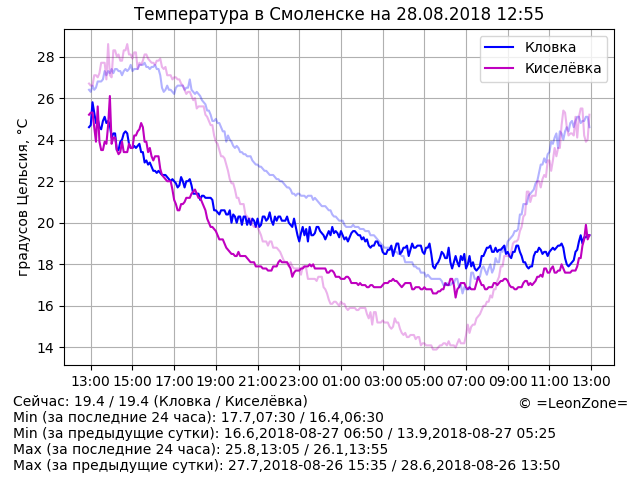 Температура в Смоленске на 28.08.2018 12:55
Кловка
Киселёвка
градусов Цельсия, °C
28
26
24
22
20
18
16
14
13:00 15:00 17:00 19:00 21:00 23:00 01:00 03:00 05:00 07:00 09:00 11:00 13:00
Сейчас: 19.4 / 19.4 (Кловка / Киселёвка)
© =LeonZone=
Min (за последние 24 часа): 17.7,07:30 / 16.4,06:30
Min (за предыдущие сутки): 16.6,2018-08-27 06:50 / 13.9,2018-08-27 05:25
Max (за последние 24 часа): 25.8,13:05 / 26.1,13:55
Max (за предыдущие сутки): 27.7,2018-08-26 15:35 / 28.6,2018-08-26 13:50